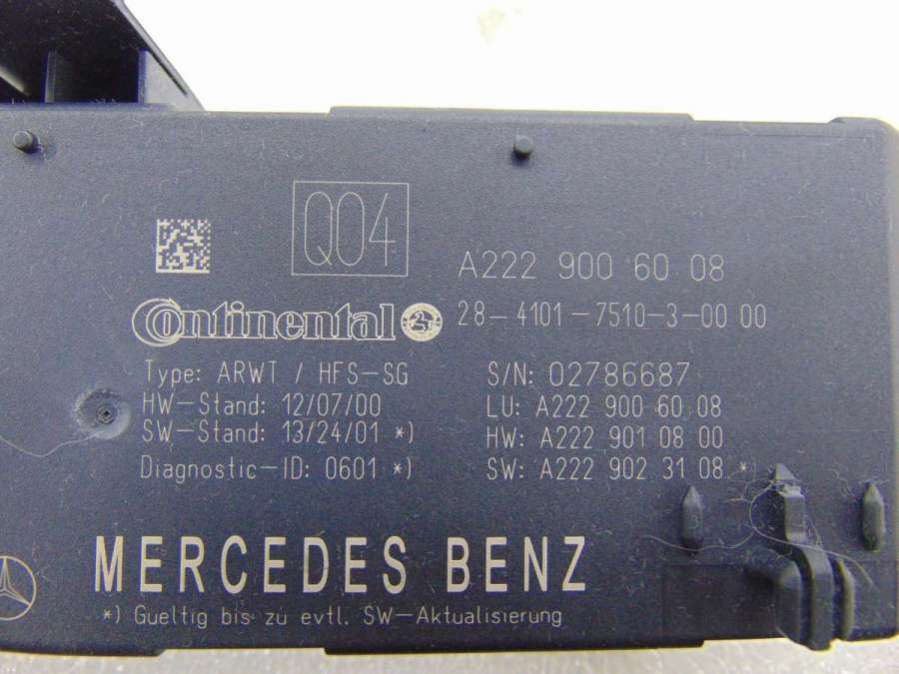 Q04
A222 900 60 08
Continental
28-4101-7510-3-00 00
Type: ARWT / HFS-SG
HW-Stand: 12/07/00
SW-Stand: 13/24/01 *)
Diagnostic-ID: 0601 *)
S/N: 02786687
LU: A222 900 60 08
HW: A222 901 08 00
SW: A222 902 31 08 *)
MERCEDES BENZ
*) Gueltig bis zu evtl. SW-Aktualisierung